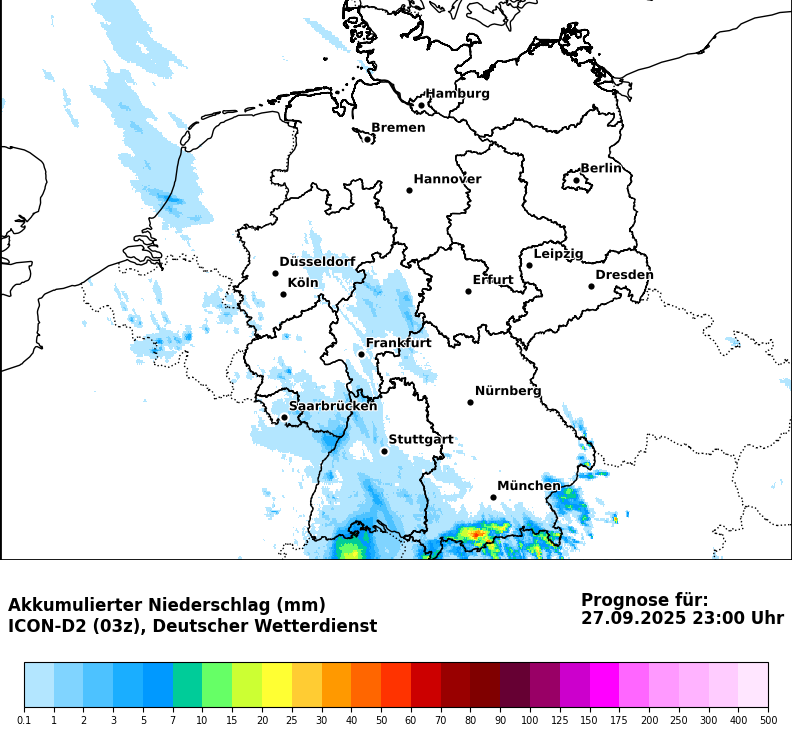 Hamburg
Bremen
Berlin
Hannover
Leipzig
Düsseldorf
Dresden
Erfurt
Köln
Frankfurt
Nürnberg
Saarbrücken
Stuttgart
München
Akkumulierter Niederschlag (mm)
ICON-D2 (03z), Deutscher Wetterdienst
Prognose für:
27.09.2025 23:00 Uhr
0.1 1 2 3 5 7 10 15 20 25 30 40 50 60 70 80 90 100 125 150 175 200 250 300 400 500